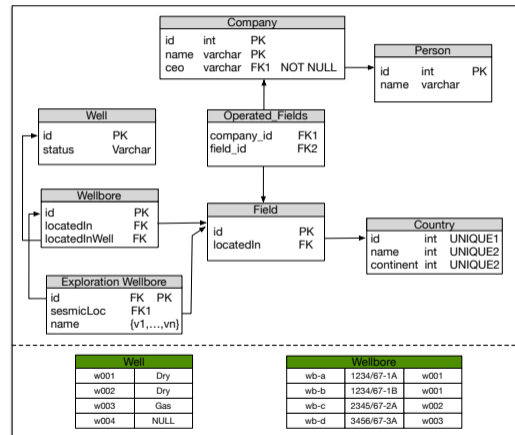 Company
id int PK
name varchar PK
ceo varchar FK1 NOT NULL
Person
id int PK
name varchar
Well
id PK
status Varchar
Operated_Fields
company_id FK1
field_id FK2
Wellbore
id PK
locatedIn FK
locatedInWell FK
Field
id PK
locatedIn FK
Country
id int UNIQUE1
name int UNIQUE2
continent int UNIQUE2
Exploration Wellbore
id FK PK
sesmicLoc FK1
name {v1,...,vn}
Well
w001 Dry
w002 Dry
w003 Gas
w004 NULL
Wellbore
wb-a 1234/67-1A w001
wb-b 1234/67-1B w001
wb-c 2345/67-2A w002
wb-d 3456/67-3A w003